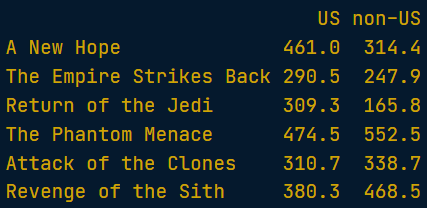 US non-US
A New Hope 461.0 314.4
The Empire Strikes Back 290.5 247.9
Return of the Jedi 309.3 165.8
The Phantom Menace 474.5 552.5
Attack of the Clones 310.7 338.7
Revenge of the Sith 380.3 468.5